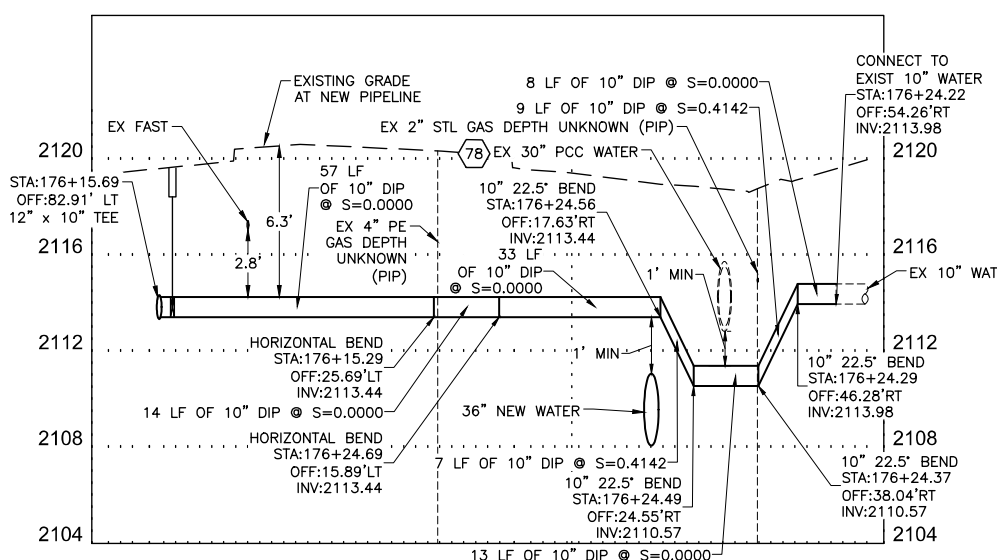 CONNECT TO
EXIST 10" WATER
STA:176+24.22
OFF:54.26'RT
INV:2113.98
8 LF OF 10" DIP @ S=0.0000
9 LF OF 10" DIP @ S=0.4142
EX 2" STL GAS DEPTH UNKNOWN (PIP)
EXISTING GRADE
AT NEW PIPELINE
EX FAST
2120
78
EX 30" PCC WATER
2120
STA:176+15.69
OFF:82.91' LT
12" x 10" TEE
57 LF
OF 10" DIP
@ S=0.0000
6.3'
10" 22.5° BEND
STA:176+24.56
OFF:17.63'RT
INV:2113.44
EX 4" PE
GAS DEPTH
UNKNOWN
(PIP)
33 LF
OF 10" DIP
@ S=0.0000
2116
2.8'
1' MIN
2116
EX 10" WAT
2112
HORIZONTAL BEND
STA:176+15.29
OFF:25.69'LT
INV:2113.44
1' MIN
2112
10" 22.5° BEND
STA:176+24.29
OFF:46.28'RT
INV:2113.98
14 LF OF 10" DIP @ S=0.0000
36" NEW WATER
2108
HORIZONTAL BEND
STA:176+24.69
OFF:15.89'LT
INV:2113.44
2108
7 LF OF 10" DIP @ S=0.4142
10" 22.5° BEND
STA:176+24.49
OFF:24.55'RT
INV:2110.57
10" 22.5° BEND
STA:176+24.37
OFF:38.04'RT
INV:2110.57
2104
2104
13 LF OF 10" DIP @ S=0.0000